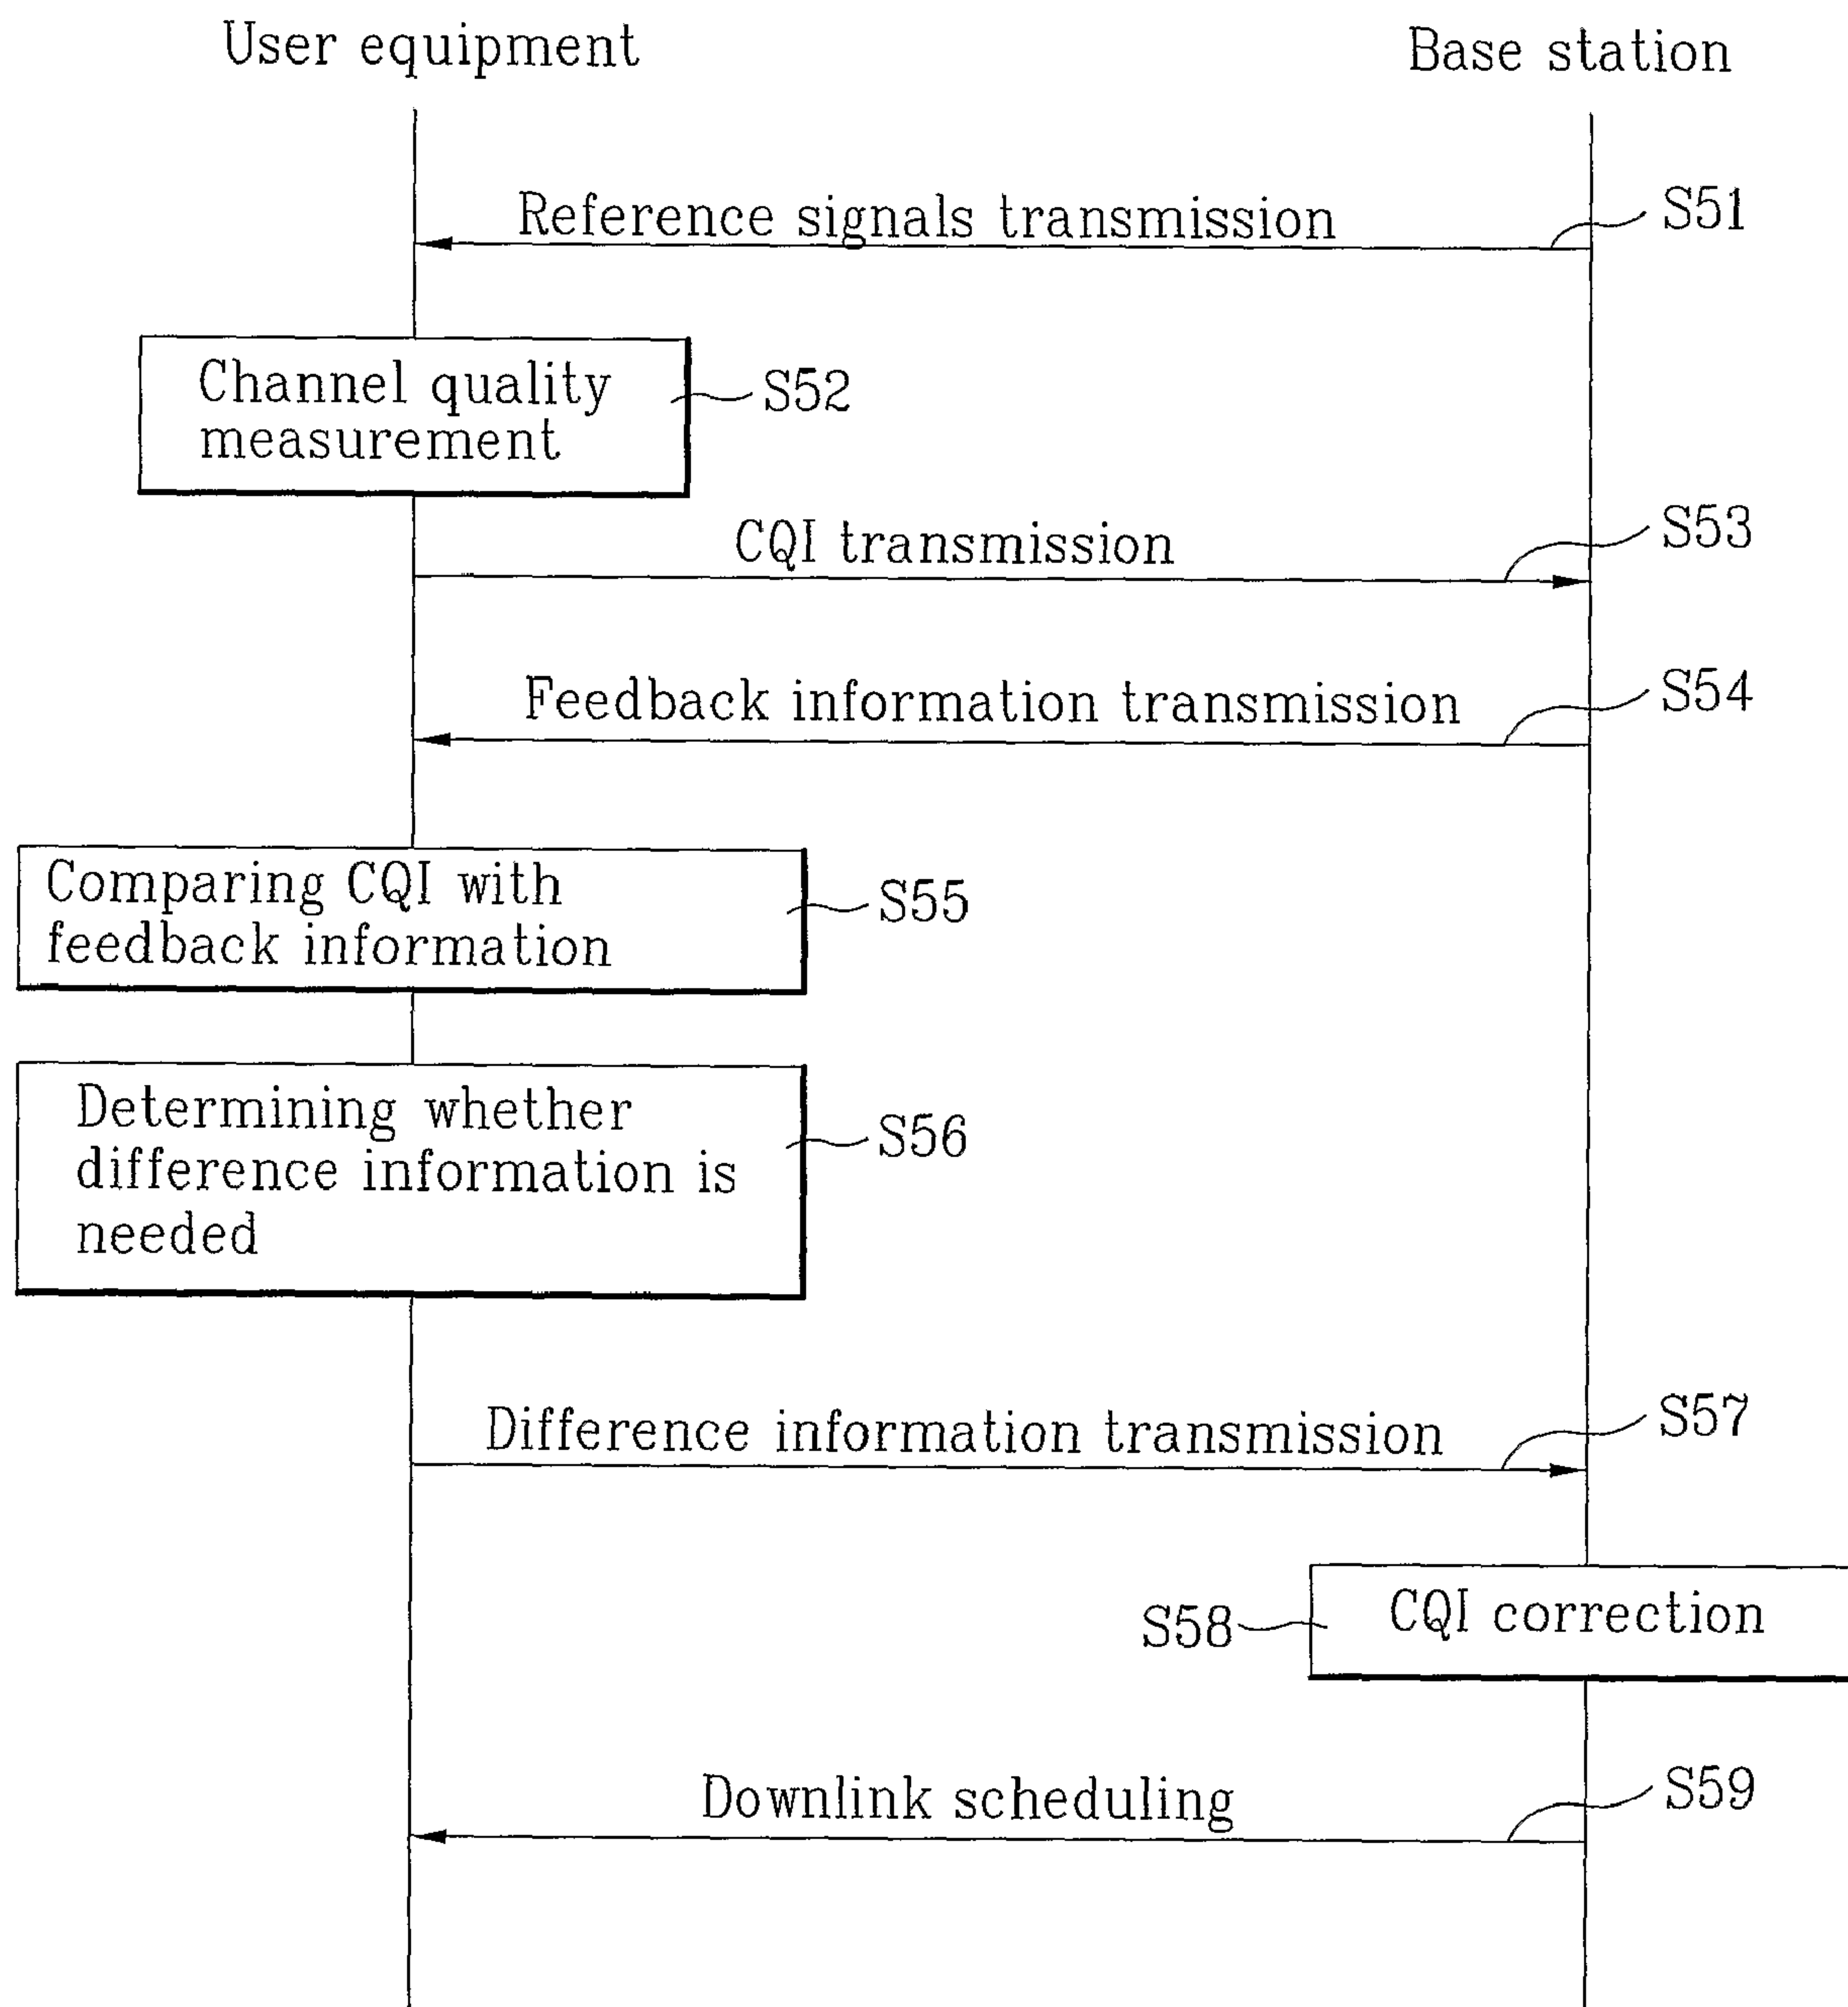 User equipment
Base station
Reference signals transmission
S51
Channel quality
measurement
S52
CQI transmission
S53
Feedback information transmission
S54
Comparing CQI with
feedback information
S55
Determining whether
difference information is
needed
S56
Difference information transmission
S57
S58
CQI correction
Downlink scheduling
S59